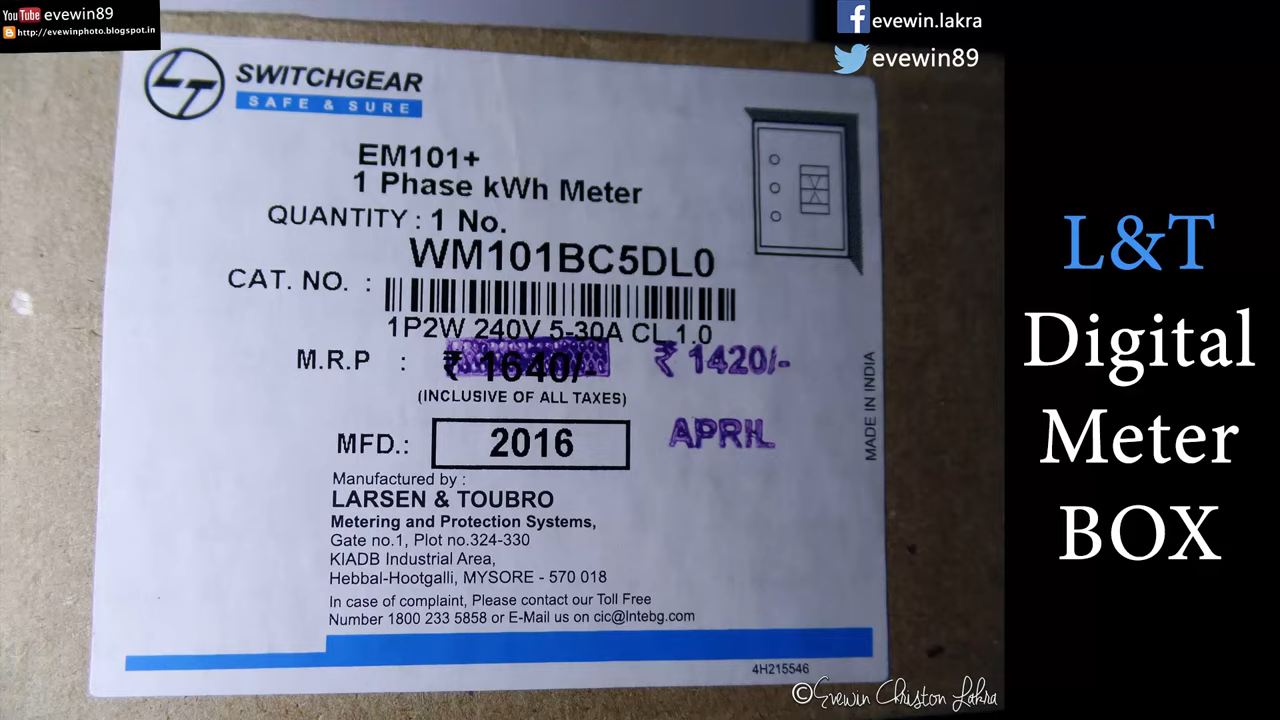 You Tube evewin89
http://evewinphoto.blogspot.in
evewin.lakra
evewin89
LT SWITCHGEAR
SAFE & SURE
EM101+
1 Phase kWh Meter
QUANTITY : 1 No.
WM101BC5DL0
CAT. NO. :
1P2W 240V 5-30A CL 1.0
M.R.P : ₹ 1640/- ₹ 1420/-
(INCLUSIVE OF ALL TAXES)
MFD.: 2016 APRIL
Manufactured by :
LARSEN & TOUBRO
Metering and Protection Systems,
Gate no.1, Plot no.324-330
KIADB Industrial Area,
Hebbal-Hootgalli, MYSORE - 570 018
In case of complaint, Please contact our Toll Free
Number 1800 233 5858 or E-Mail us on cic@lntebg.com
4H215546
MADE IN INDIA
L&T
Digital
Meter
BOX
©Evewin Christon Lakra